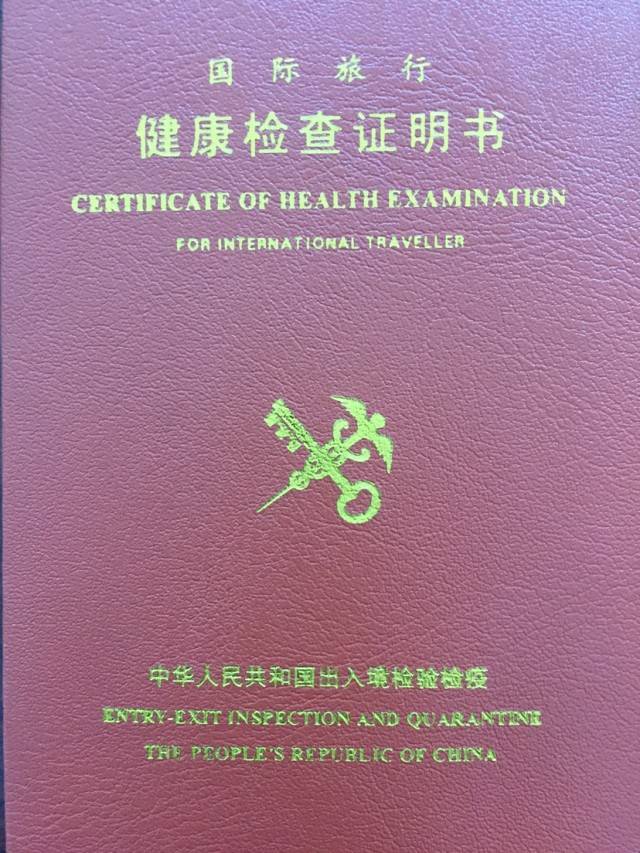 国际旅行
健康检查证明书
CERTIFICATE OF HEALTH EXAMINATION
FOR INTERNATIONAL TRAVELLER
中华人民共和国出入境检验检疫
ENTRY-EXIT INSPECTION AND QUARANTINE
THE PEOPLE'S REPUBLIC OF CHINA